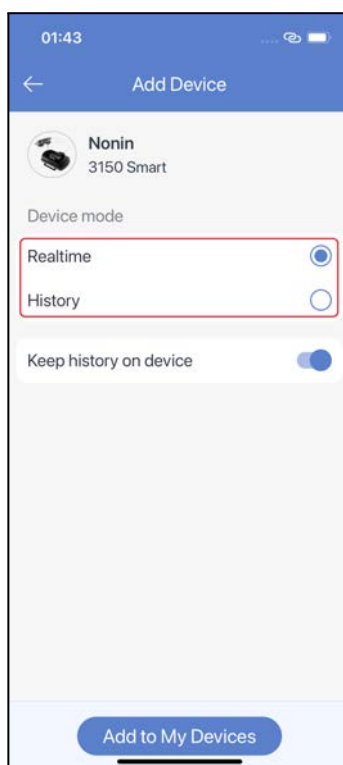 01:43
Add Device
Nonin
3150 Smart
Device mode
Realtime
History
Keep history on device
Add to My Devices